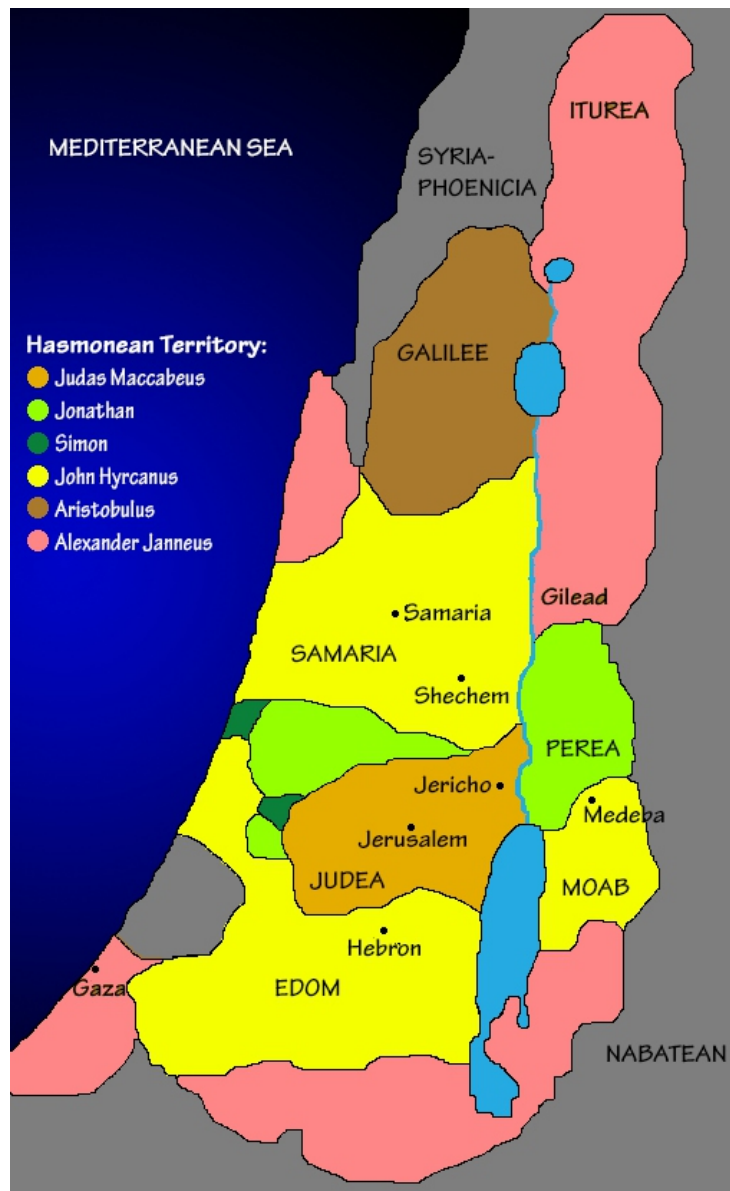 ITUREA
MEDITERRANEAN SEA
SYRIA-
PHOENICIA
Hasmonean Territory:
Judas Maccabeus
Jonathan
Simon
John Hyrcanus
Aristobulus
Alexander Janneus
GALILEE
Gilead
Samaria
SAMARIA
Shechem
PEREA
Jericho
Medeba
Jerusalem
JUDEA
MOAB
Hebron
Gaza
EDOM
NABATEAN